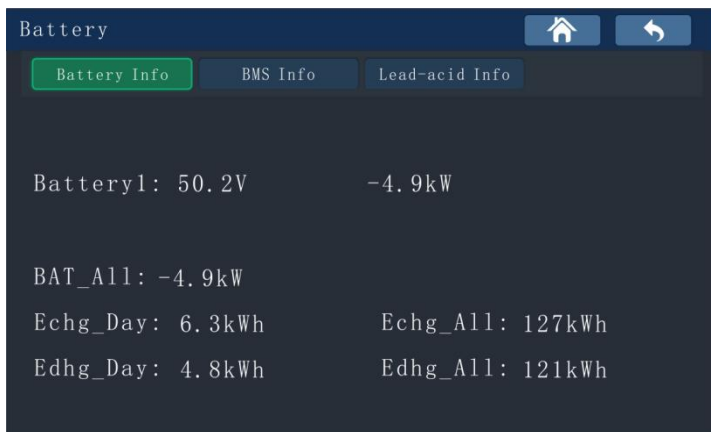 Battery
Battery Info BMS Info Lead-acid Info
Battery1: 50.2V -4.9kW
BAT_All: -4.9kW
Echg_Day: 6.3kWh Echg_All: 127kWh
Edhg_Day: 4.8kWh Edhg_All: 121kWh